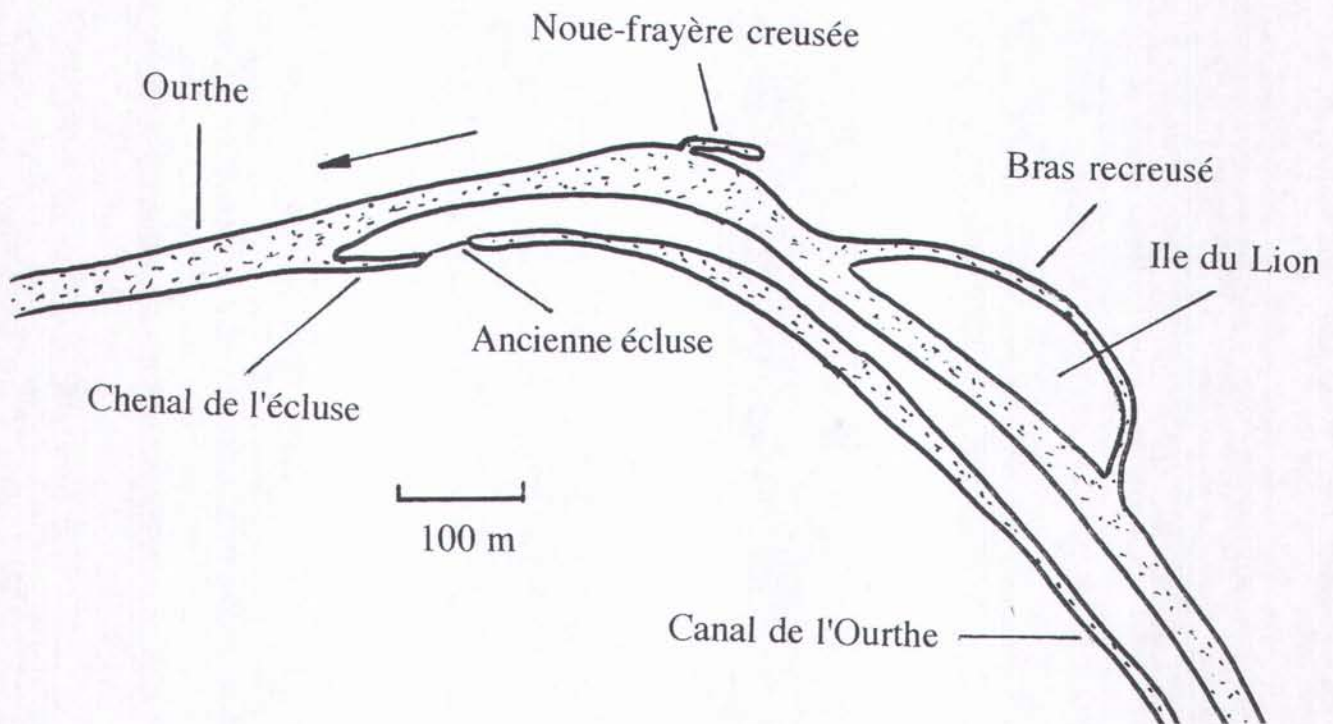 Noue-frayère creusée
Ourthe
Bras recreusé
Ile du Lion
Ancienne écluse
Chenal de l'écluse
100 m
Canal de l'Ourthe